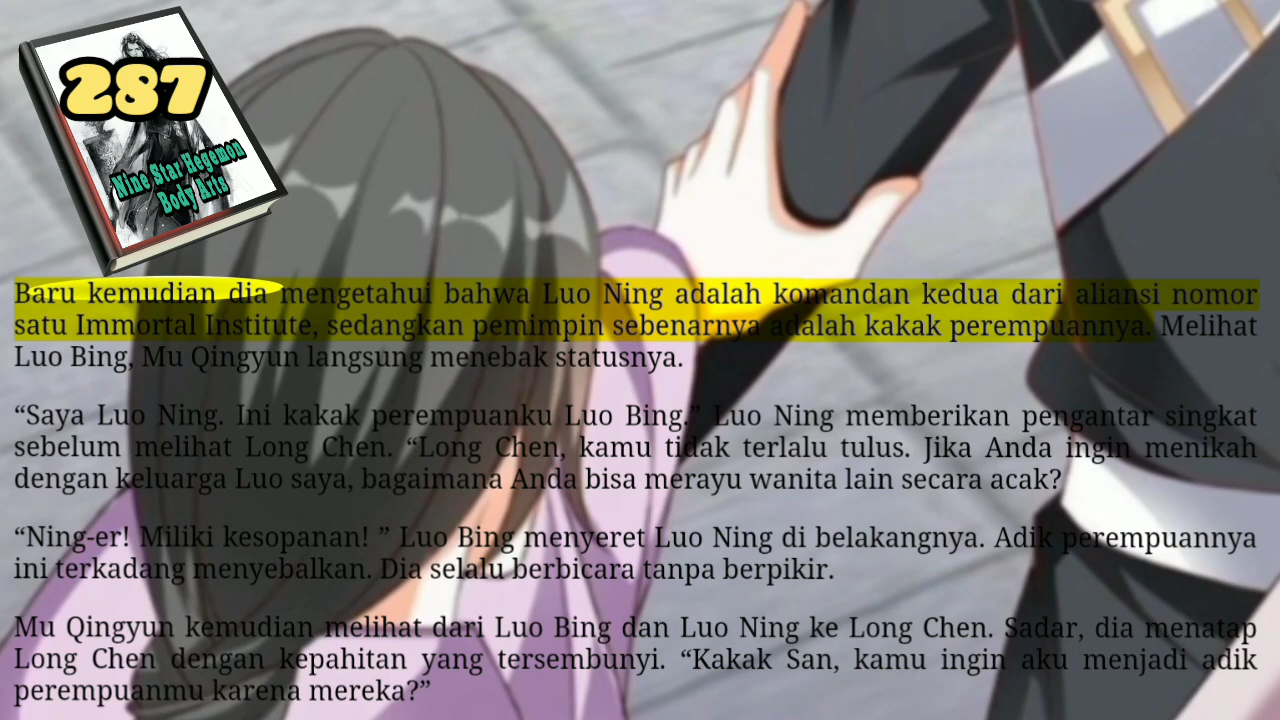 287
Nine Star Hegemon
Body Arts
Baru kemudian dia mengetahui bahwa Luo Ning adalah komandan kedua dari aliansi nomor
satu Immortal Institute, sedangkan pemimpin sebenarnya adalah kakak perempuannya. Melihat
Luo Bing, Mu Qingyun langsung menebak statusnya.
“Saya Luo Ning. Ini kakak perempuanku Luo Bing.” Luo Ning memberikan pengantar singkat
sebelum melihat Long Chen. “Long Chen, kamu tidak terlalu tulus. Jika Anda ingin menikah
dengan keluarga Luo saya, bagaimana Anda bisa merayu wanita lain secara acak?
“Ning-er! Miliki kesopanan! ” Luo Bing menyeret Luo Ning di belakangnya. Adik perempuannya
ini terkadang menyebalkan. Dia selalu berbicara tanpa berpikir.
Mu Qingyun kemudian melihat dari Luo Bing dan Luo Ning ke Long Chen. Sadar, dia menatap
Long Chen dengan kepahitan yang tersembunyi. “Kakak San, kamu ingin aku menjadi adik
perempuanmu karena mereka?”